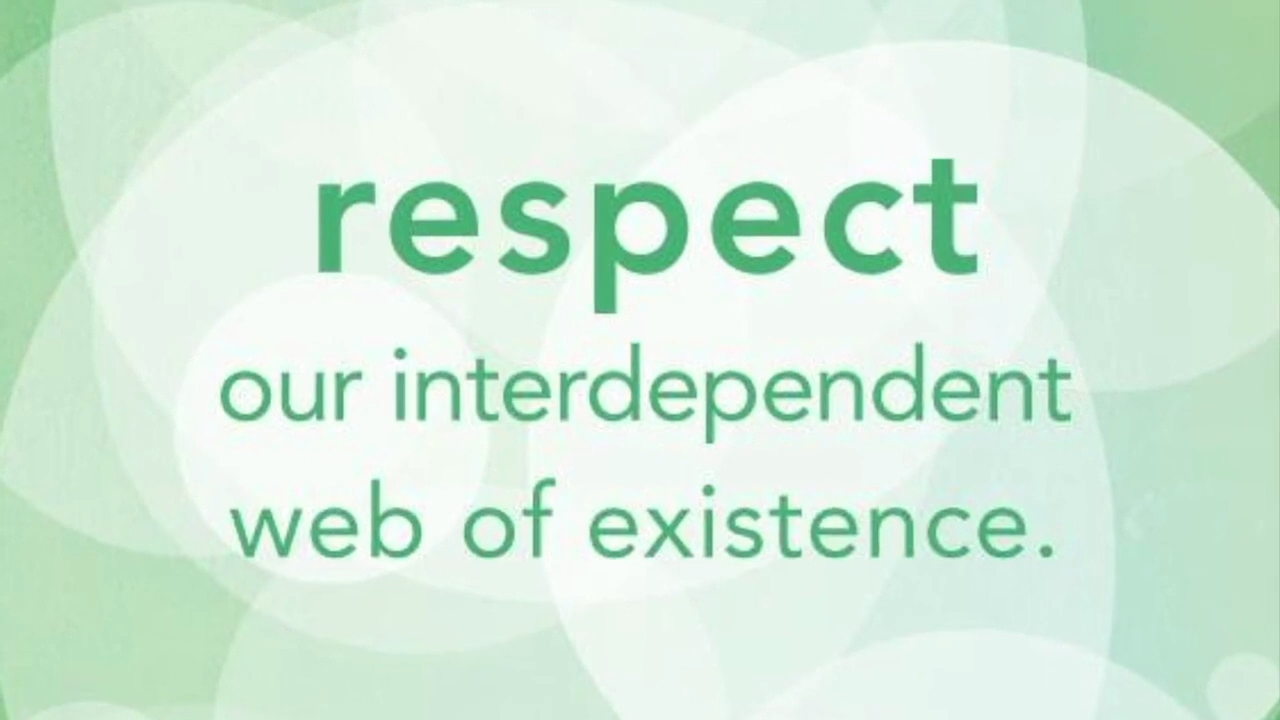 respect
our interdependent
web of existence.